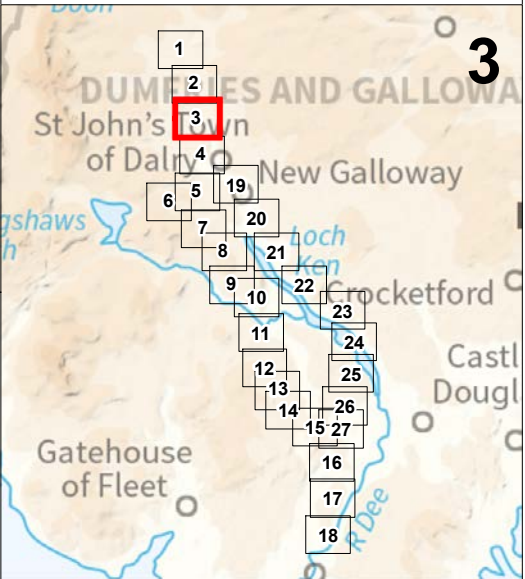 Doon
1
3
2
DUMFRIES AND GALLOWA
3
St John's Town
of Dalry
4
New Galloway
19
5
6
20
gshaws
h
7
Loch
Ken
8
21
9
22
10
Crocketford
23
11
24
Castl
Dougl
12
25
13
14
26
15
27
Gatehouse
of Fleet
16
17
R Dee
18